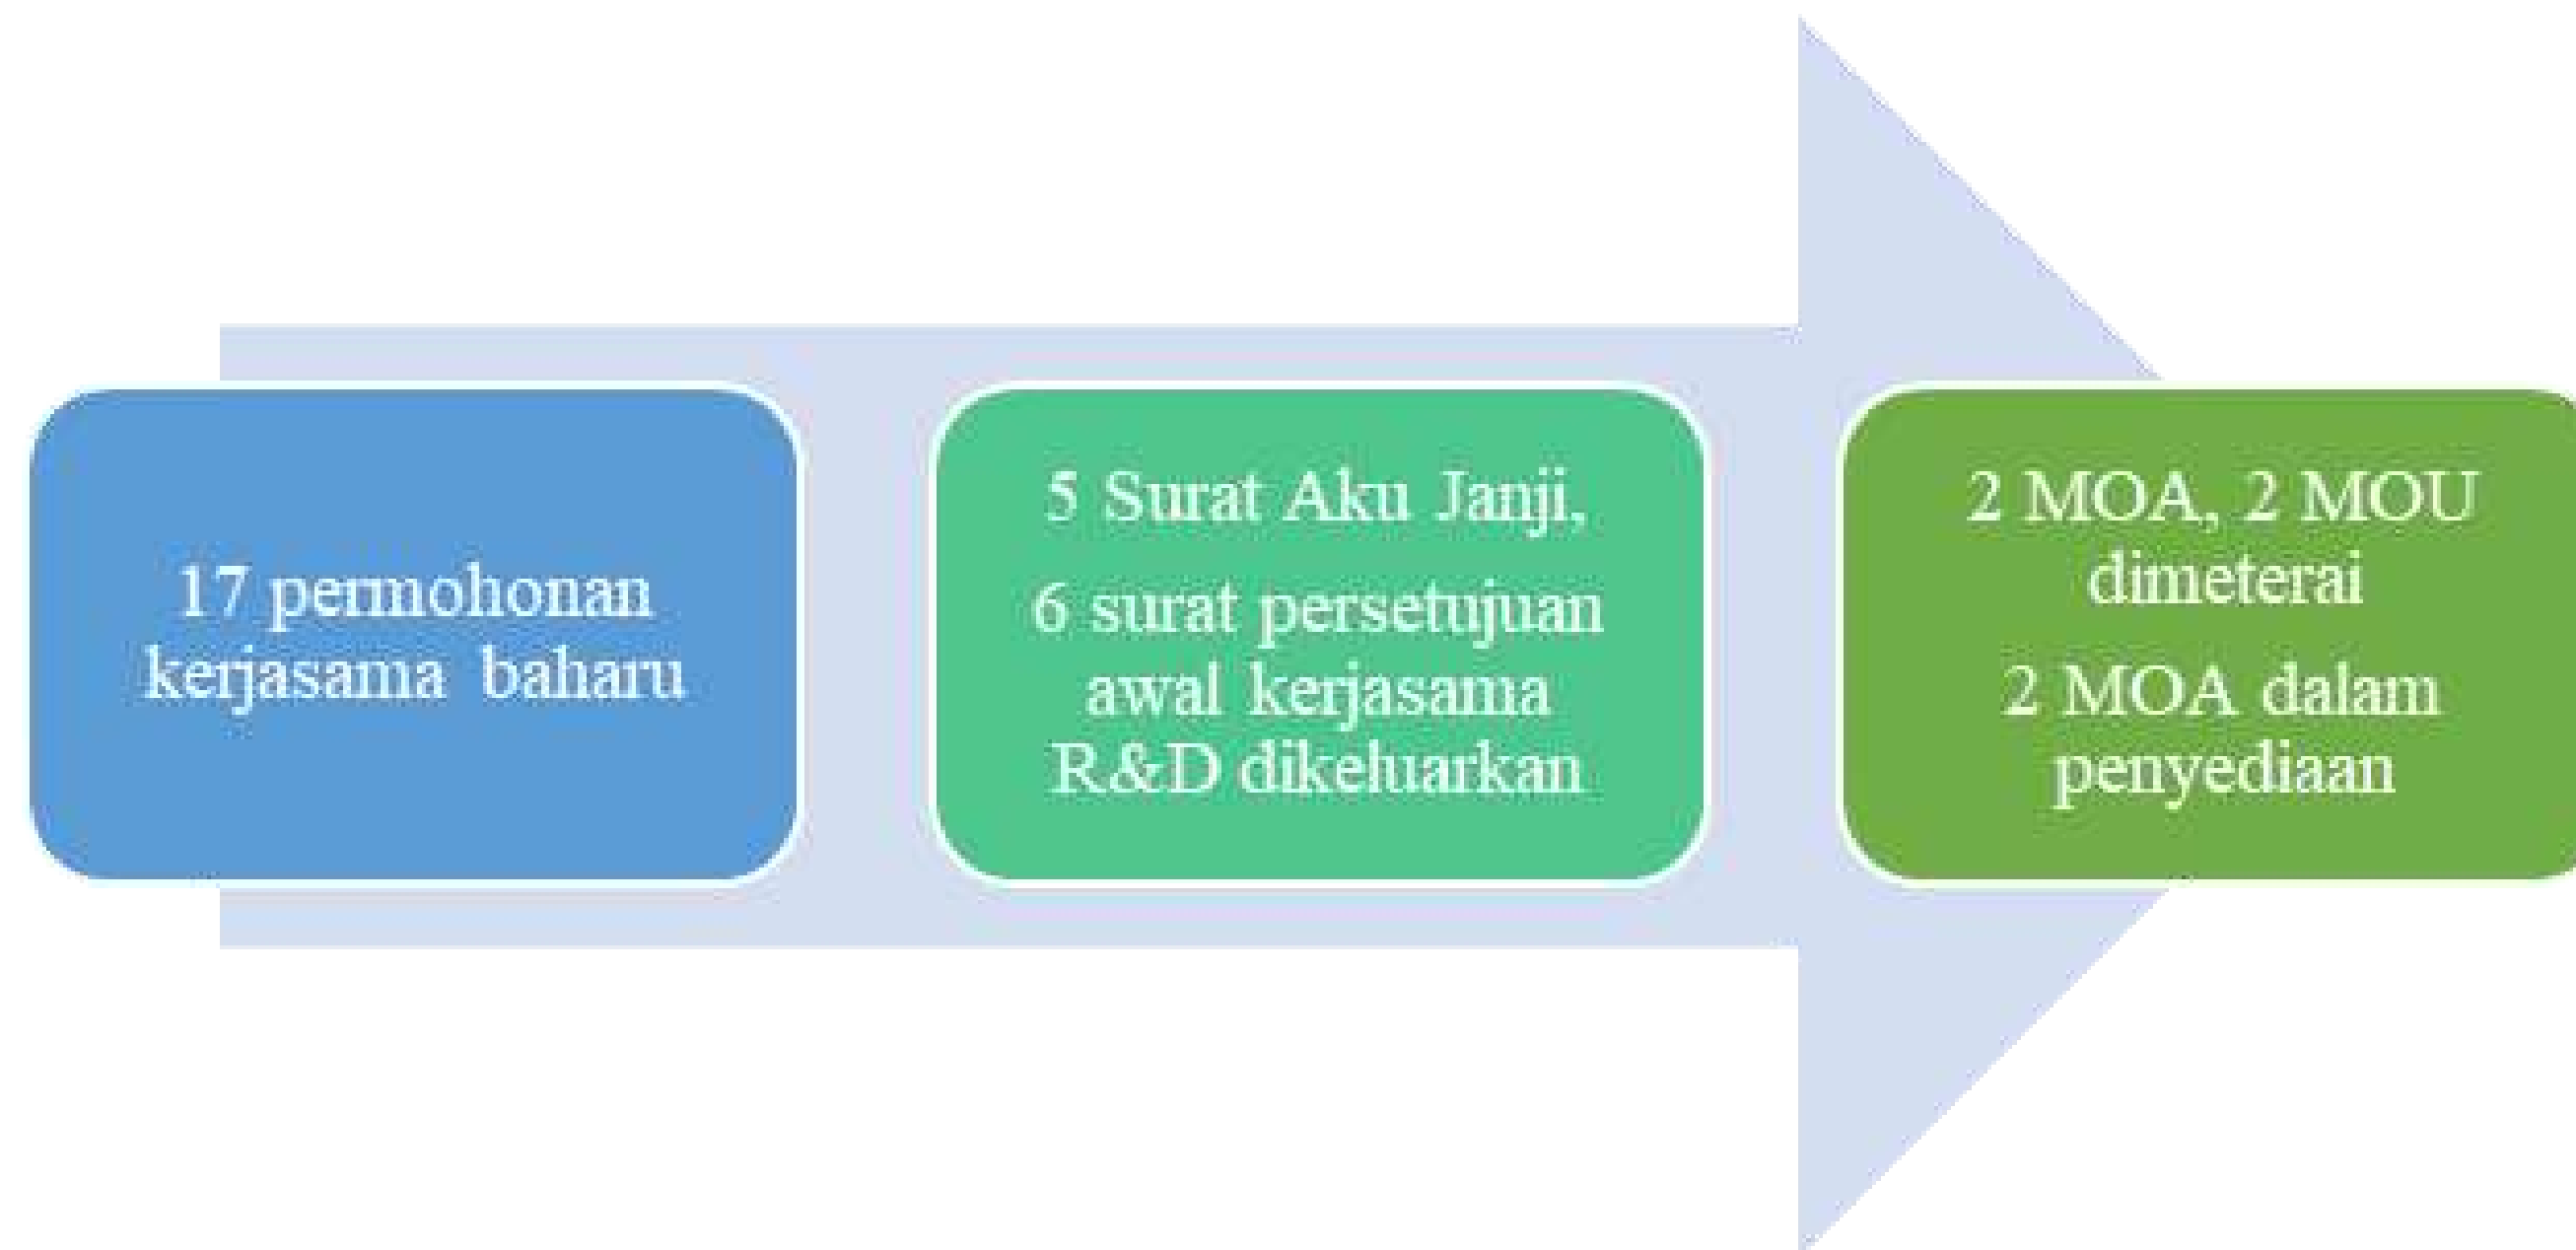 17 permohonan
kerjasama baharu
5 Surat Aku Janji,
6 surat persetujuan
awal kerjasama
R&D dikeluarkan
2 MOA, 2 MOU
dimeterai
2 MOA dalam
penyediaan